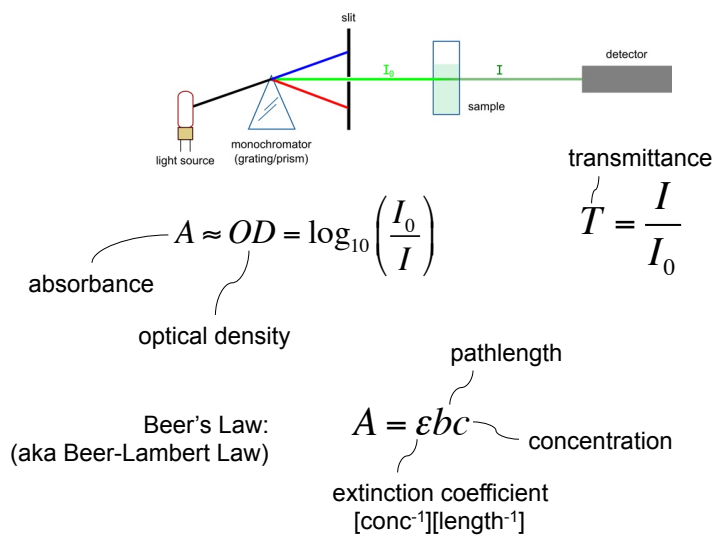 slit
detector
I₀
I
sample
monochromator
(grating/prism)
light source
transmittance
T = I / I₀
A ≈ OD = log₁₀(I₀ / I)
absorbance
optical density
pathlength
Beer's Law:
(aka Beer-Lambert Law)
A = εbc
concentration
extinction coefficient
[conc⁻¹][length⁻¹]